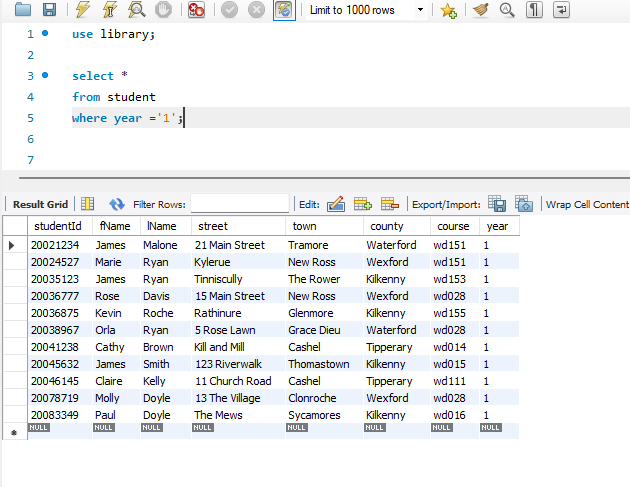 Limit to 1000 rows
1 use library;
2
3 select *
4 from student
5 where year ='1';
6
7
Result Grid Filter Rows: Edit: Export/Import: Wrap Cell Content
studentId fName lName street town county course year
20021234 James Malone 21 Main Street Tramore Waterford wd151 1
20024527 Marie Ryan Kylerue New Ross Wexford wd151 1
20035123 James Ryan Tinniscully The Rower Kilkenny wd153 1
20036777 Rose Davis 15 Main Street New Ross Wexford wd028 1
20036875 Kevin Roche Rathinure Glenmore Kilkenny wd155 1
20038967 Orla Ryan 5 Rose Lawn Grace Dieu Waterford wd028 1
20041238 Cathy Brown Kill and Mill Cashel Tipperary wd014 1
20045632 James Smith 123 Riverwalk Thomastown Kilkenny wd015 1
20046145 Claire Kelly 11 Church Road Cashel Tipperary wd111 1
20078719 Molly Doyle 13 The Village Clonroche Wexford wd028 1
20083349 Paul Doyle The Mews Sycamores Kilkenny wd016 1
NULL NULL NULL NULL NULL NULL NULL NULL